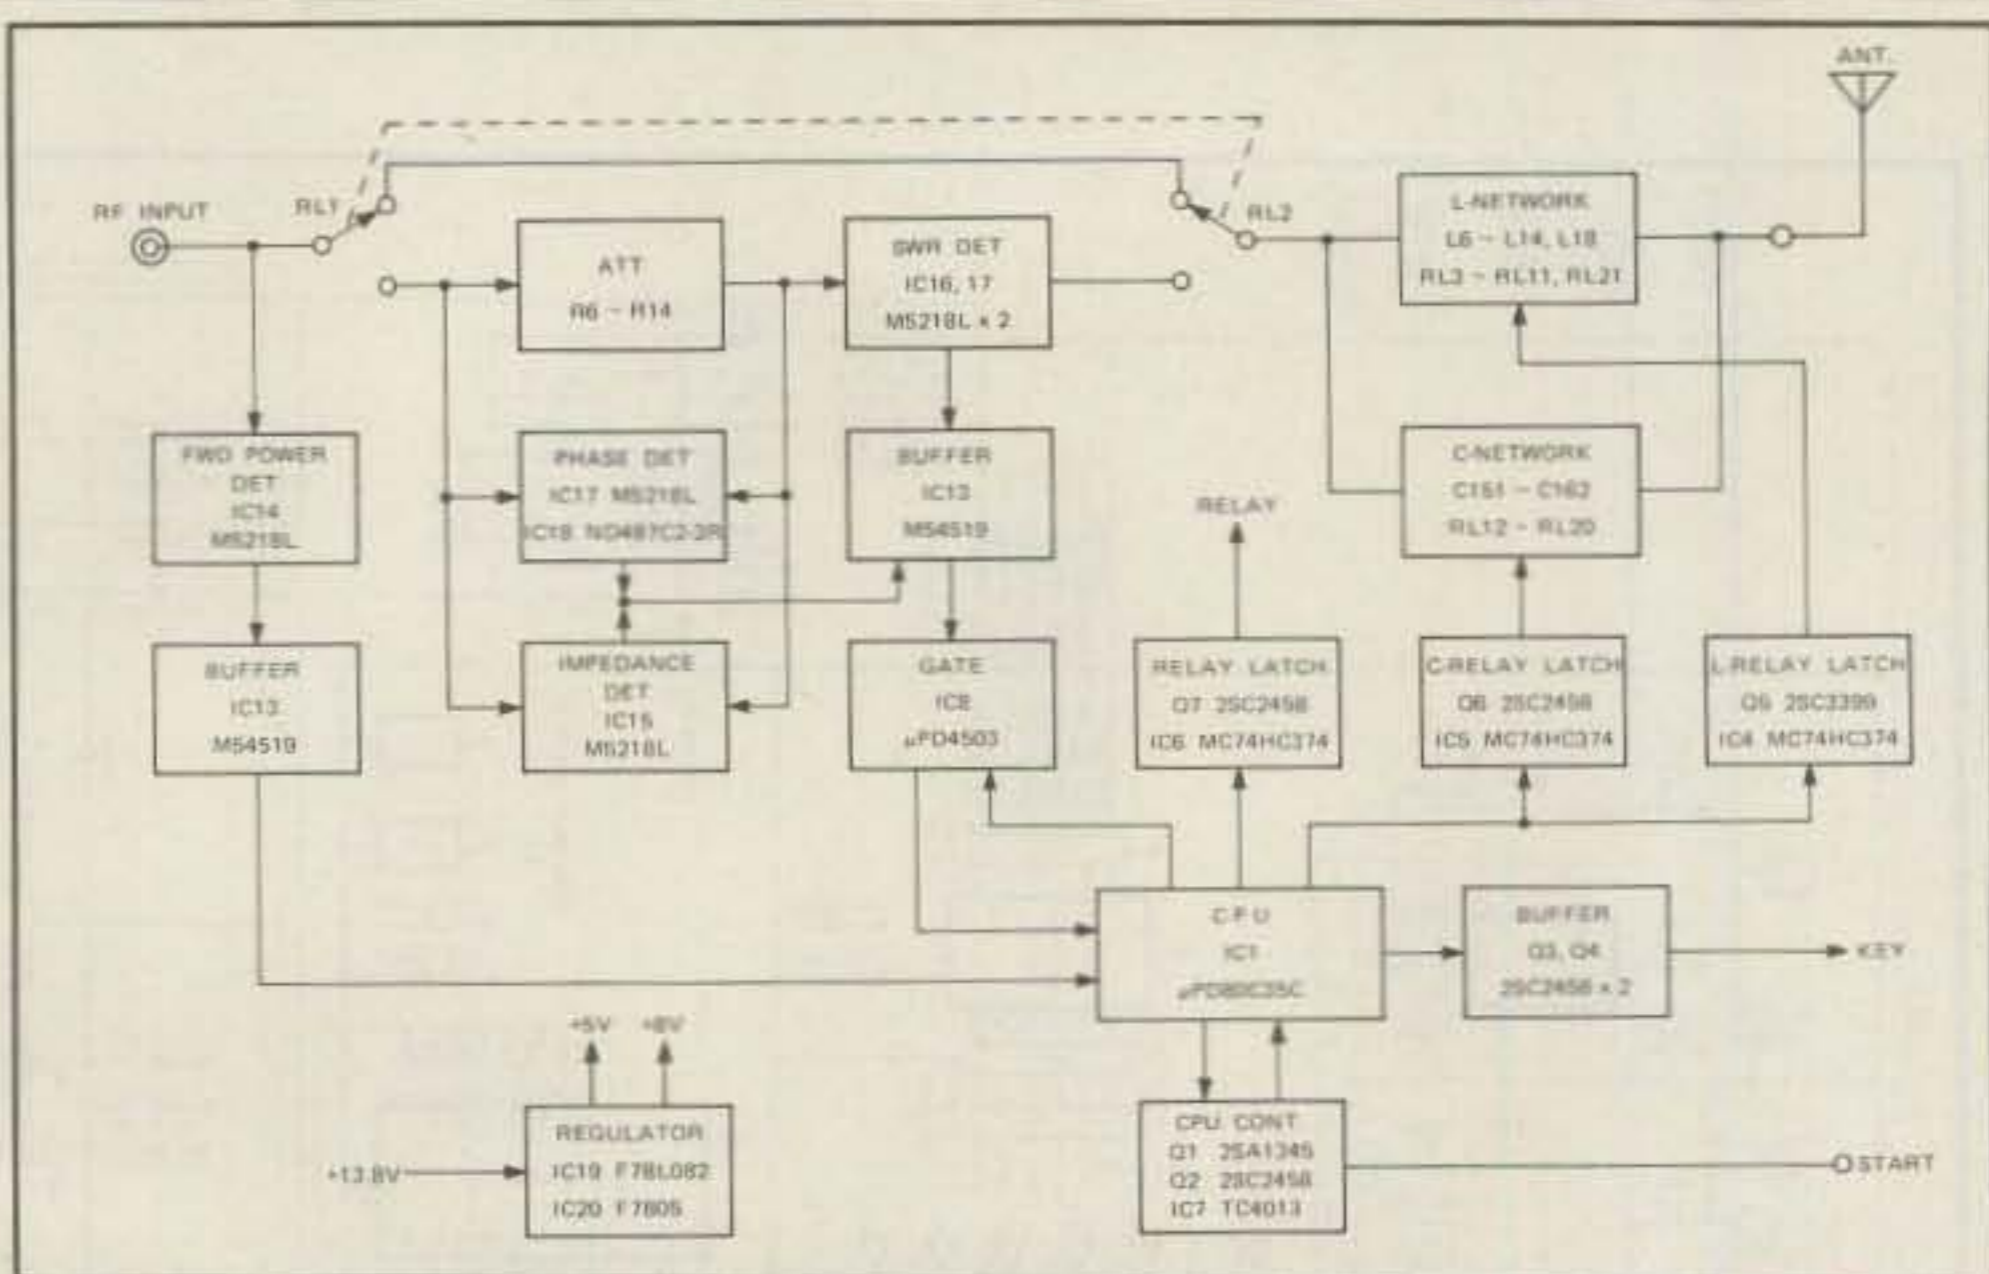 ANT.
RF INPUT
RL1
RL2
ATT
R6 ~ R14
SWR DET
IC16, 17
M5218L x 2
L-NETWORK
L6 ~ L14, L18
RL3 ~ RL11, RL21
FWD POWER
DET
IC14
M5218L
PHASE DET
IC17 M5218L
IC18 ND487C2-3R
BUFFER
IC13
M54519
RELAY
C-NETWORK
C151 ~ C162
RL12 ~ RL20
BUFFER
IC13
M54519
IMPEDANCE
DET
IC15
M5218L
GATE
IC8
µPD4503
RELAY LATCH
Q7 2SC2458
IC6 MC74HC374
C-RELAY LATCH
Q6 2SC2458
IC5 MC74HC374
L-RELAY LATCH
Q5 2SC3399
IC4 MC74HC374
CPU
IC1
µPD80C35C
BUFFER
Q3, Q4
2SC2458 x 2
KEY
+5V +8V
REGULATOR
IC19 F78L082
IC20 F7805
+13.8V
CPU CONT
Q1 2SA1345
Q2 2SC2458
IC7 TC4013
START